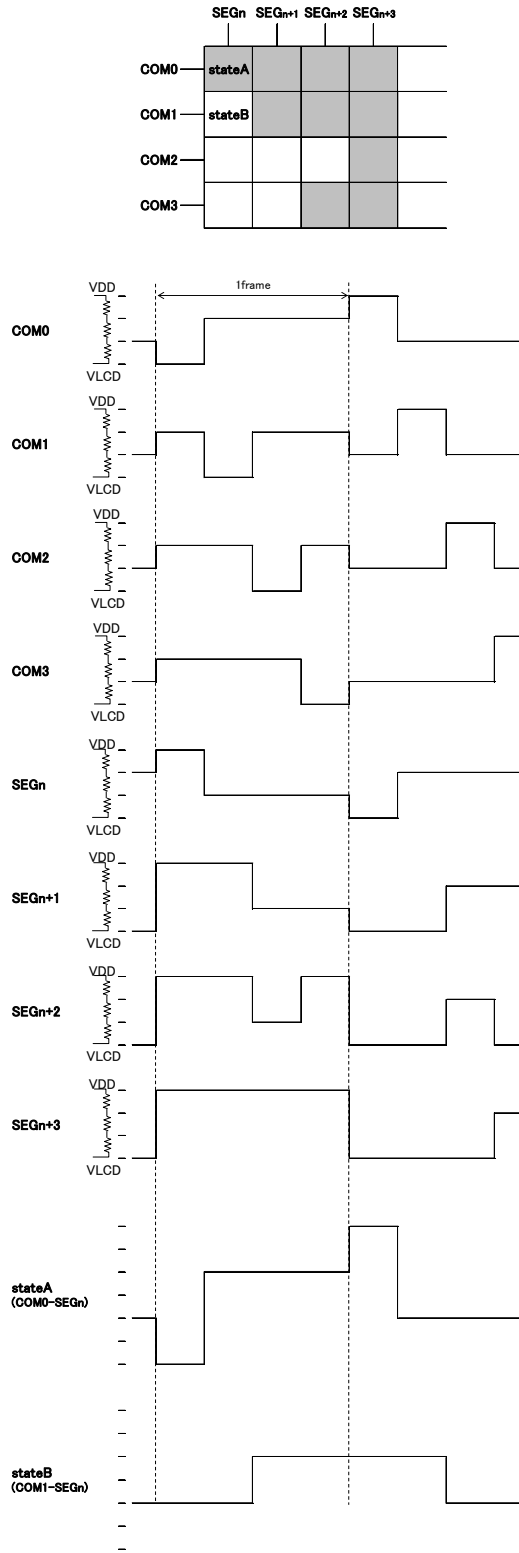 SEGn SEGn+1 SEGn+2 SEGn+3
COM0 stateA
COM1 stateB
COM2
COM3
VDD 1frame
COM0
VLCD
VDD
COM1
VLCD
VDD
COM2
VLCD
VDD
COM3
VLCD
VDD
SEGn
VLCD
VDD
SEGn+1
VLCD
VDD
SEGn+2
VLCD
VDD
SEGn+3
VLCD
stateA
(COM0-SEGn)
stateB
(COM1-SEGn)